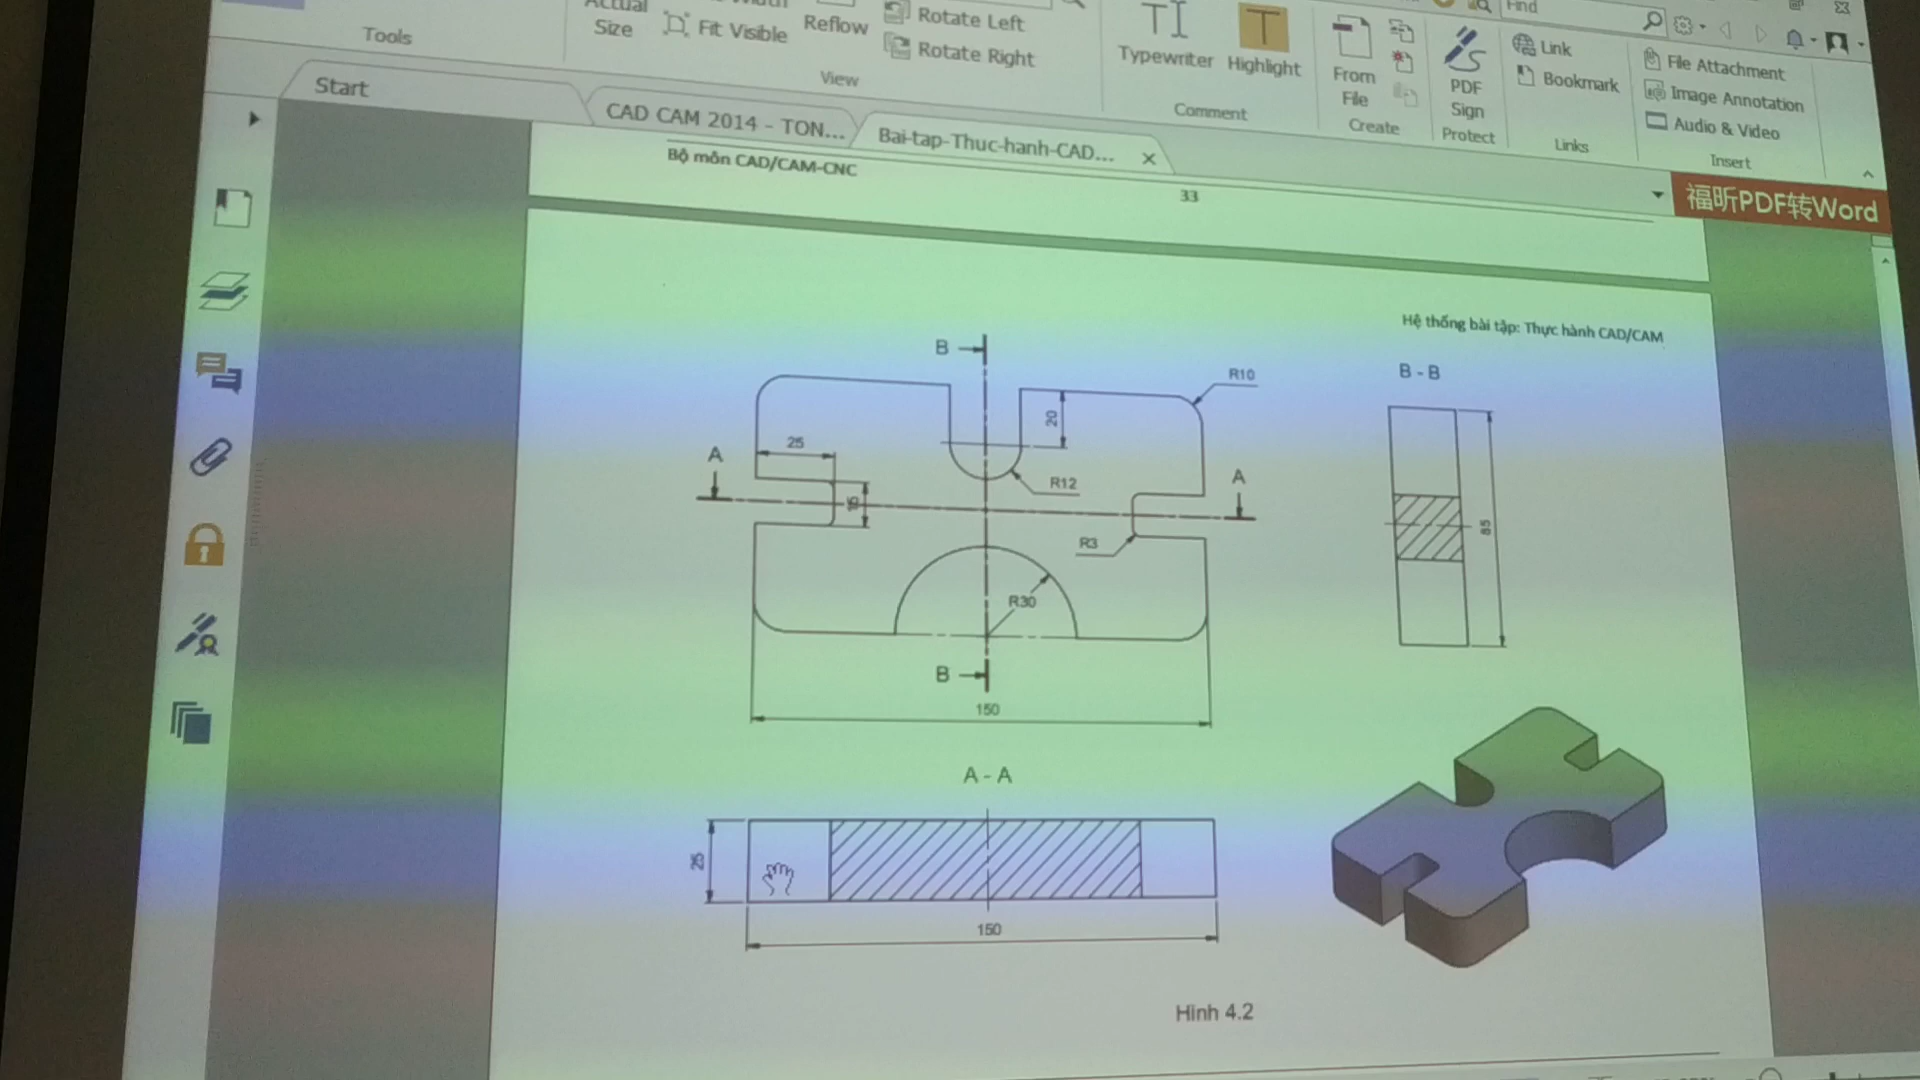 Actual
Size
Fit Visible
Reflow
Rotate Left
Rotate Right
Tools
View
Typewriter
Highlight
Comment
From
File
Create
PDF
Sign
Protect
Find
Link
Bookmark
Links
File Attachment
Image Annotation
Audio & Video
Insert
Start
CAD CAM 2014 - TON...
Bai-tap-Thuc-hanh-CAD...
福昕PDF转Word
Bộ môn CAD/CAM-CNC
33
Hệ thống bài tập: Thực hành CAD/CAM
B
R10
B - B
20
25
A
R12
A
15
R3
85
R30
B
150
A - A
25
150
Hình 4.2